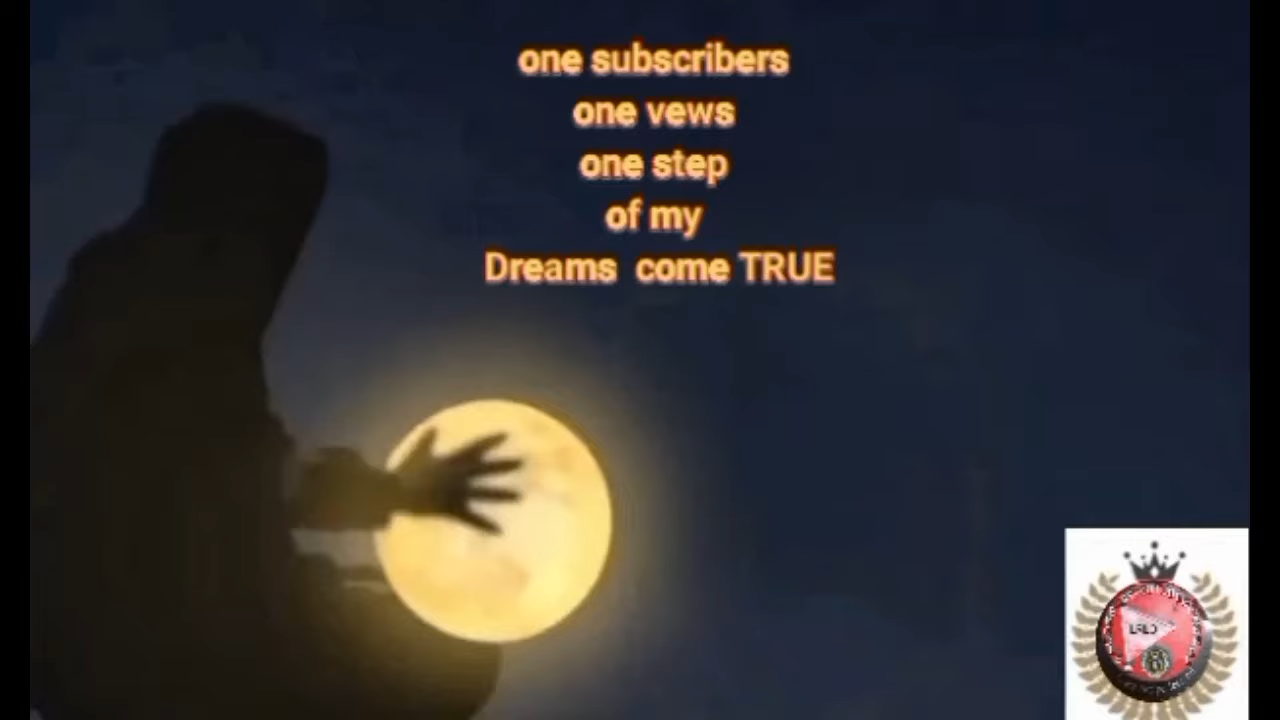 one subscribers
one vews
one step
of my
Dreams  come TRUE